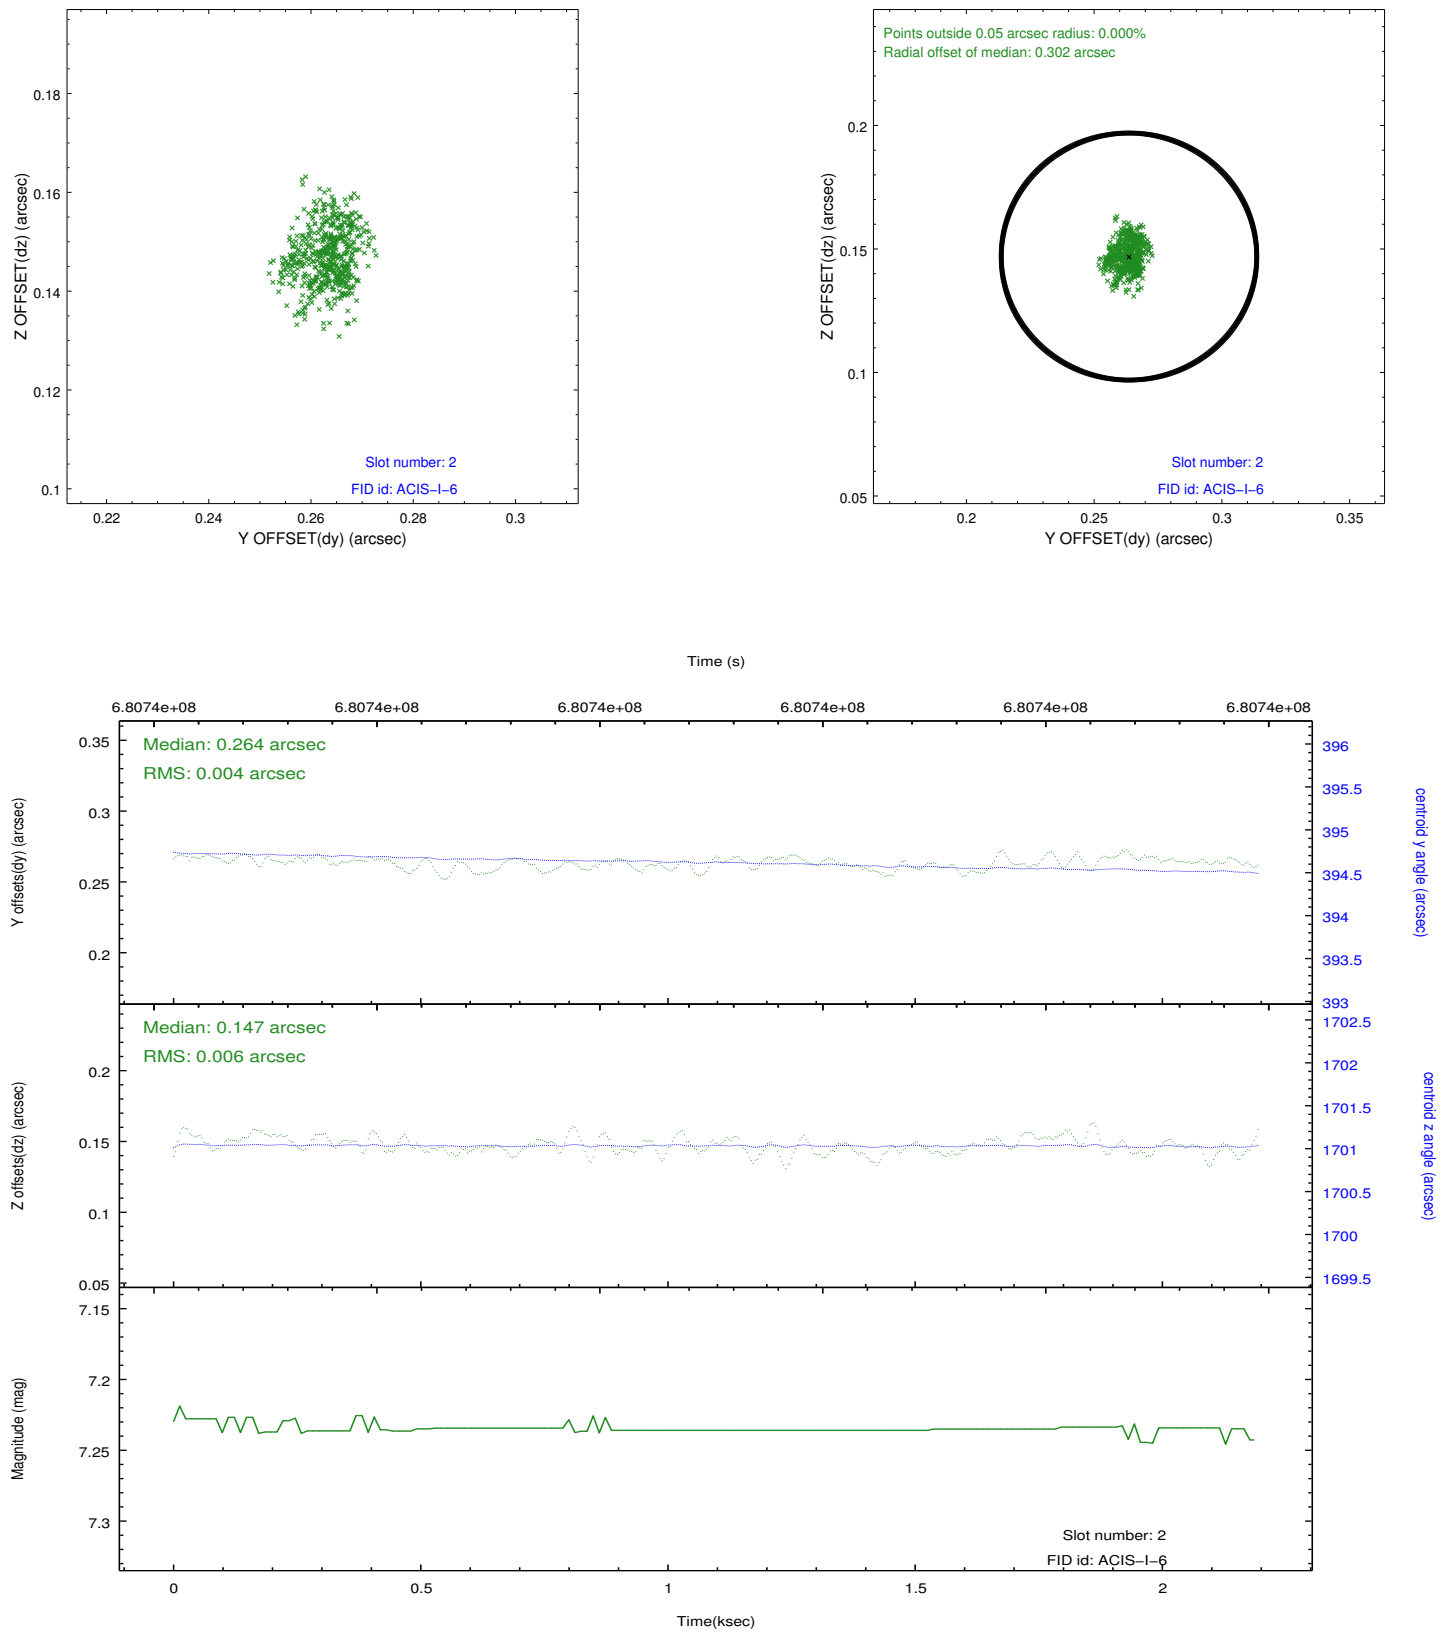 0.18
0.16
0.14
0.12
0.1
Z OFFSET(dz) (arcsec)
0.22 0.24 0.26 0.28 0.3
Y OFFSET(dy) (arcsec)
Slot number: 2
FID id: ACIS−I−6
Points outside 0.05 arcsec radius: 0.000%
Radial offset of median: 0.302 arcsec
0.2
0.15
0.1
0.05
Z OFFSET(dz) (arcsec)
0.2 0.25 0.3 0.35
Y OFFSET(dy) (arcsec)
Slot number: 2
FID id: ACIS−I−6
Time (s)
6.8074e+08 6.8074e+08 6.8074e+08 6.8074e+08 6.8074e+08 6.8074e+08
Median: 0.264 arcsec
RMS: 0.004 arcsec
0.35
0.3
0.25
0.2
Y offsets(dy) (arcsec)
396
395.5
395
394.5
394
393.5
393
centroid y angle (arcsec)
Median: 0.147 arcsec
RMS: 0.006 arcsec
0.2
0.15
0.1
0.05
Z offsets(dz) (arcsec)
1702.5
1702
1701.5
1701
1700.5
1700
1699.5
centroid z angle (arcsec)
7.15
7.2
7.25
7.3
Magnitude (mag)
Slot number: 2
FID id: ACIS−I−6
0 0.5 1 1.5 2
Time(ksec)